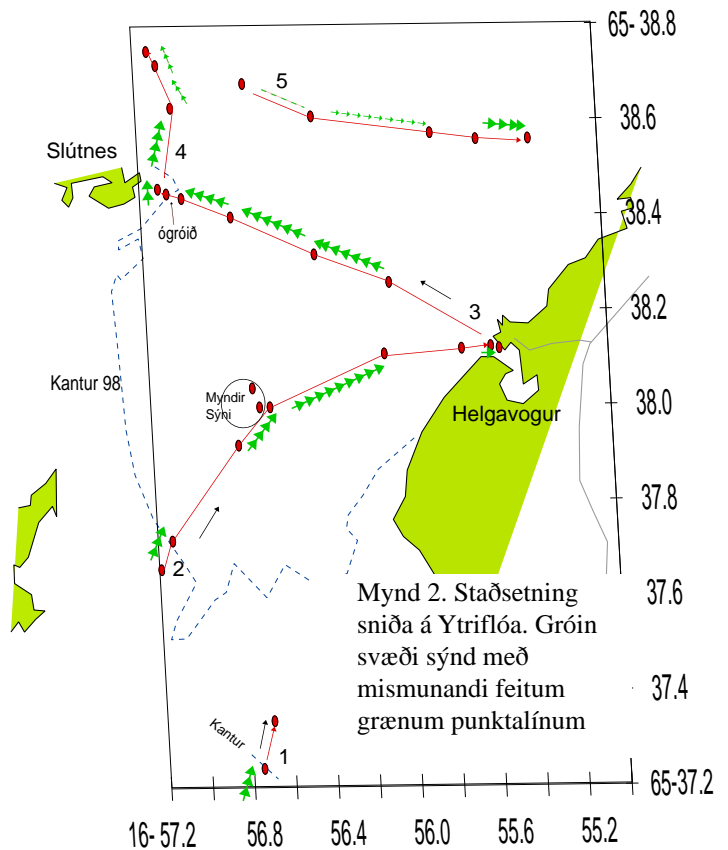 65- 38.8
5
38.6
4
Slútnes
38.4
ógróið
38.2
3
Kantur 98
Myndir
Sýni
38.0
Helgavogur
37.8
2
37.6
Mynd 2. Staðsetning
sniða á Ytriflóa. Gróin
svæði sýnd með
mismunandi feitum
grænum punktalínum
37.4
Kantur
1
65-37.2
16- 57.2
56.8
56.4
56.0
55.6
55.2